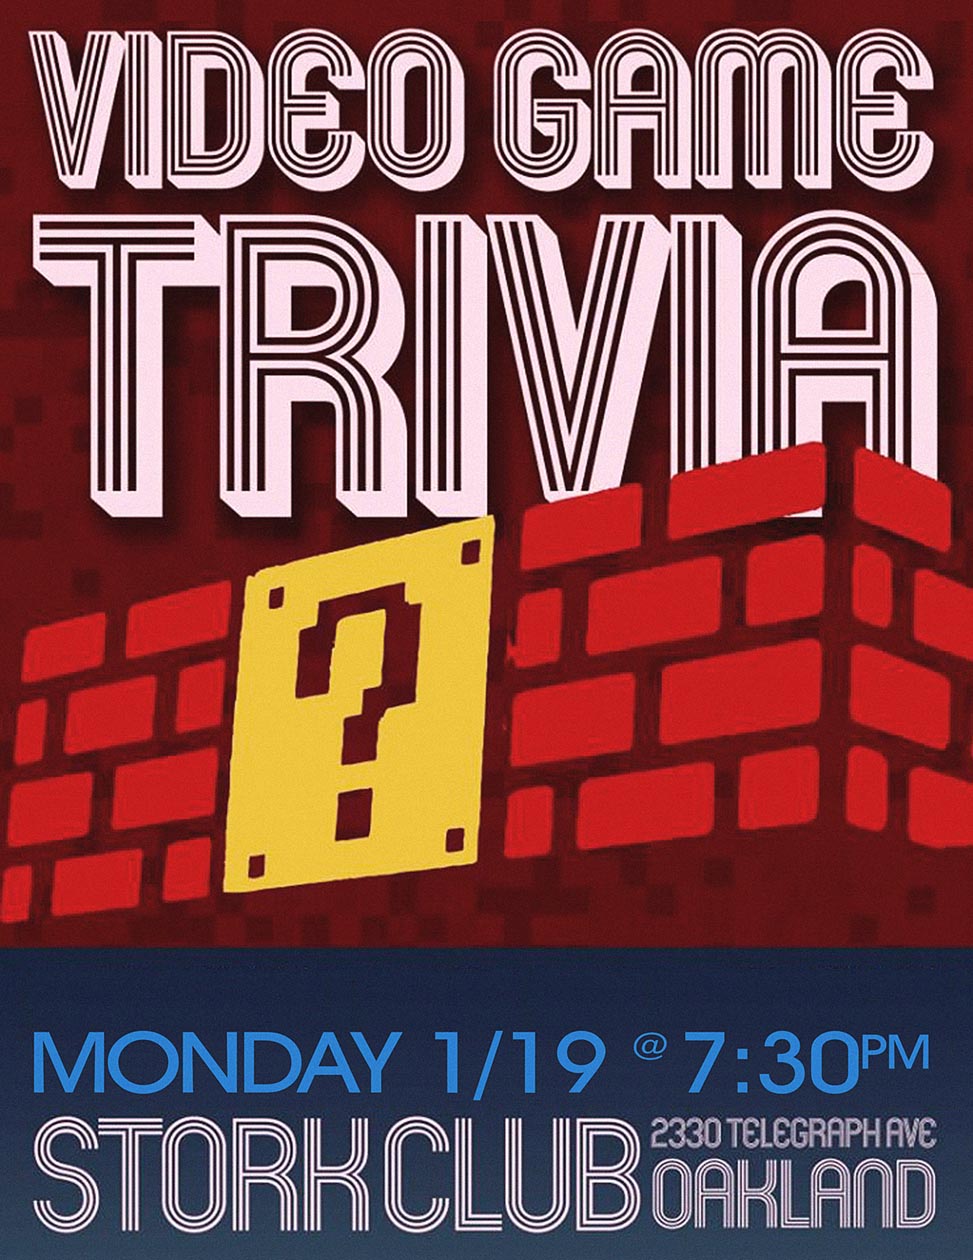 VIDEO GAME
TRIVIA
?
MONDAY 1/19 @ 7:30PM
STORK CLUB 2330 TELEGRAPH AVE
OAKLAND